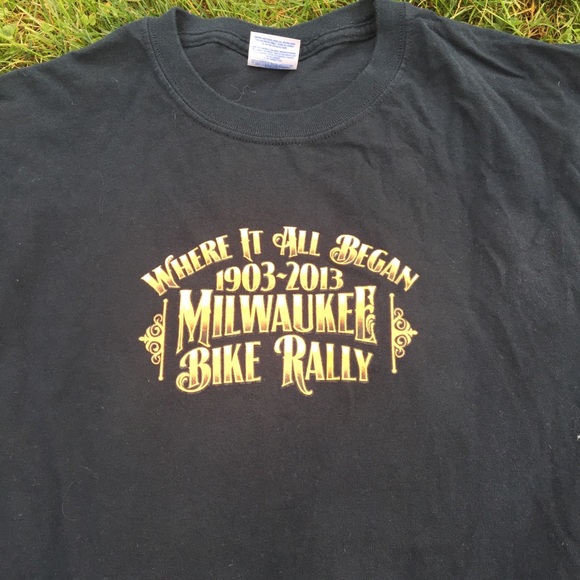 Where It All Began
1903-2013
Milwaukee
Bike Rally